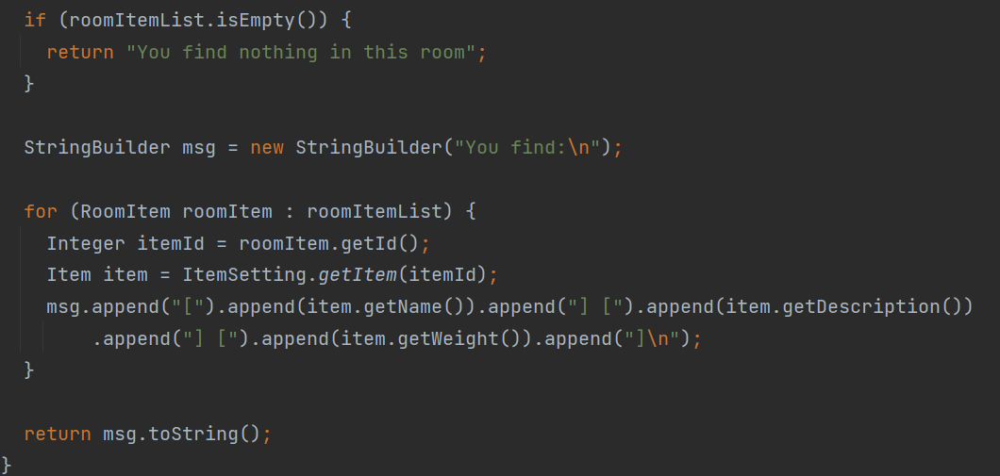 if (roomItemList.isEmpty()) {
return "You find nothing in this room";
}
StringBuilder msg = new StringBuilder("You find:\n");
for (RoomItem roomItem : roomItemList) {
Integer itemId = roomItem.getId();
Item item = ItemSetting.getItem(itemId);
msg.append("[").append(item.getName()).append("] [").append(item.getDescription())
.append("] [").append(item.getWeight()).append("]\n");
}
return msg.toString();
}